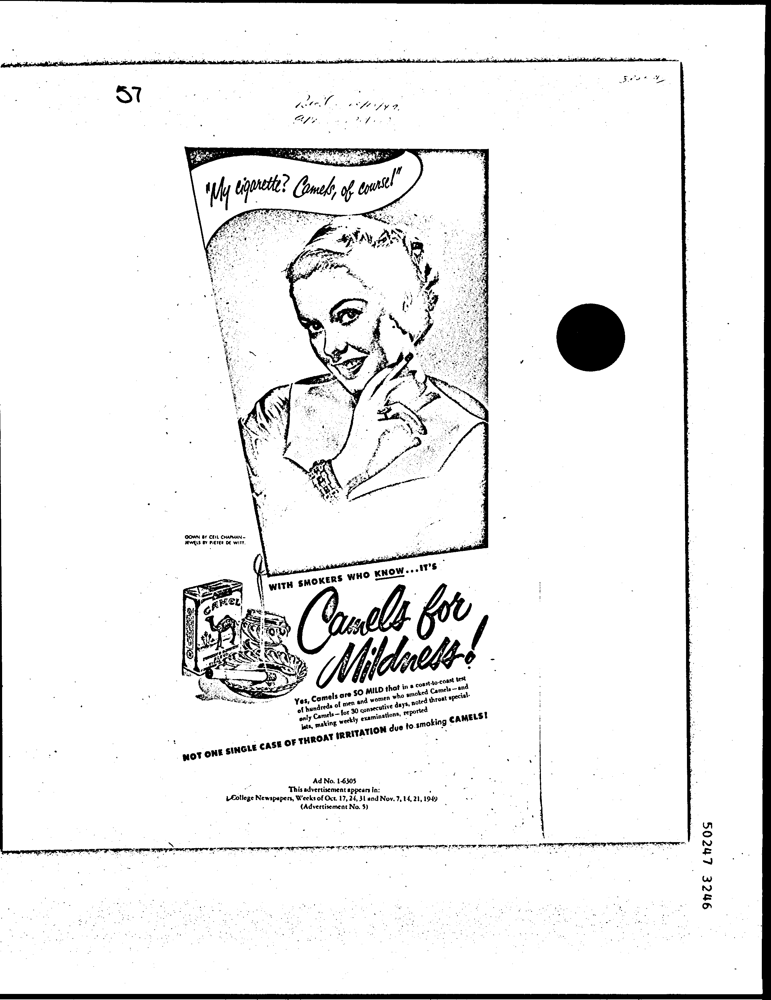 57
"My cigarette? Camels, of course!"
GOWN BY CEIL CHAPMAN—
JEWELS BY PIETER DE WITT.
WITH SMOKERS WHO KNOW...IT'S
CAMEL
Camels for
Mildness!
Yes, Camels are SO MILD that in a coast-to-coast test
of hundreds of men and women who smoked Camels—and
only Camels—for 30 consecutive days, noted throat special-
ists, making weekly examinations, reported
NOT ONE SINGLE CASE OF THROAT IRRITATION due to smoking CAMELS!
Ad No. 1-6305
This advertisement appears in:
College Newspapers, Weeks of Oct. 17, 24, 31 and Nov. 7, 14, 21, 1949
(Advertisement No. 5)
50247 3246